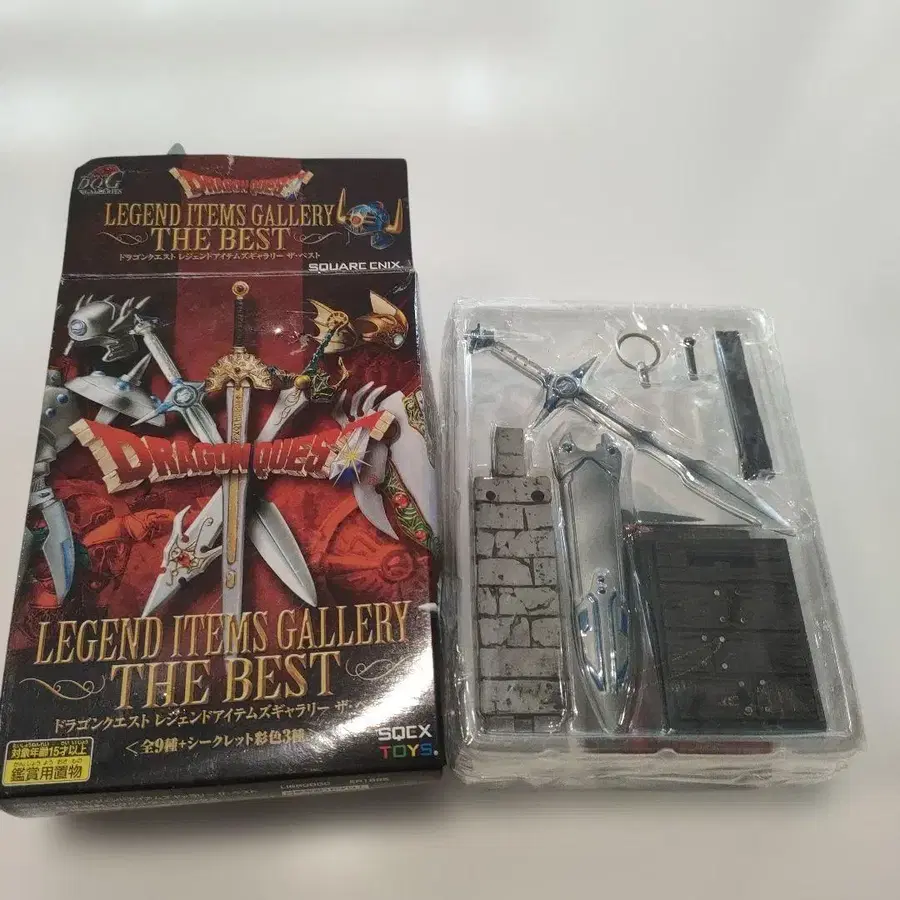 DQG
GALLERIES
DRAGON QUEST
LEGEND ITEMS GALLERY
THE BEST
ドラゴンクエスト レジェンドアイテムズギャラリー ザ・ベスト
SQUARE ENIX
DRAGON QUEST
LEGEND ITEMS GALLERY
THE BEST
ドラゴンクエスト レジェンドアイテムズギャラリー ザ・
<全9種+シークレット彩色3種
SQEX
TOYS
対象年齢15才以上
鑑賞用置物